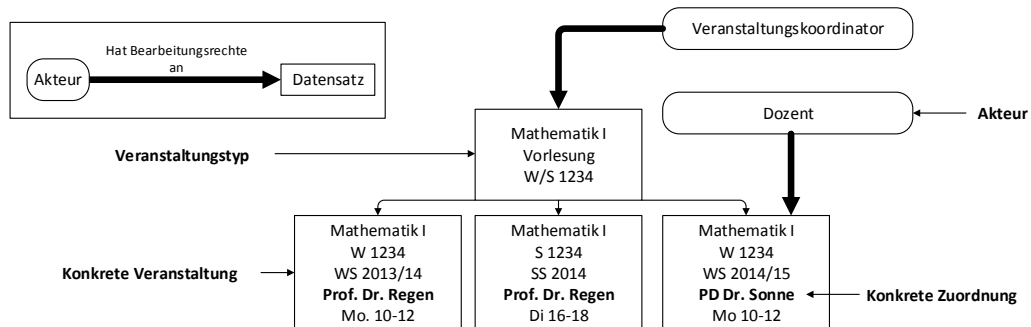 Hat Bearbeitungsrechte
an
Akteur
Datensatz
Veranstaltungskoordinator
Dozent
Akteur
Veranstaltungstyp
Mathematik I
Vorlesung
W/S 1234
Konkrete Veranstaltung
Mathematik I
W 1234
WS 2013/14
Prof. Dr. Regen
Mo. 10-12
Mathematik I
S 1234
SS 2014
Prof. Dr. Regen
Di 16-18
Mathematik I
W 1234
WS 2014/15
PD Dr. Sonne
Mo 10-12
Konkrete Zuordnung